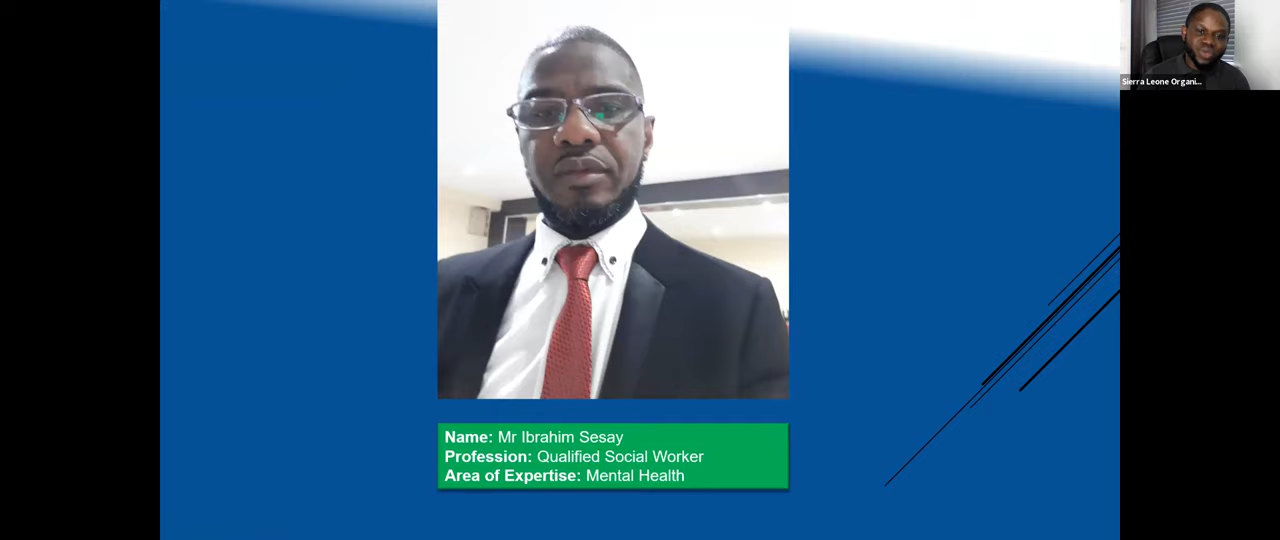 Sierra Leone Organi...
Name: Mr Ibrahim Sesay
Profession: Qualified Social Worker
Area of Expertise: Mental Health